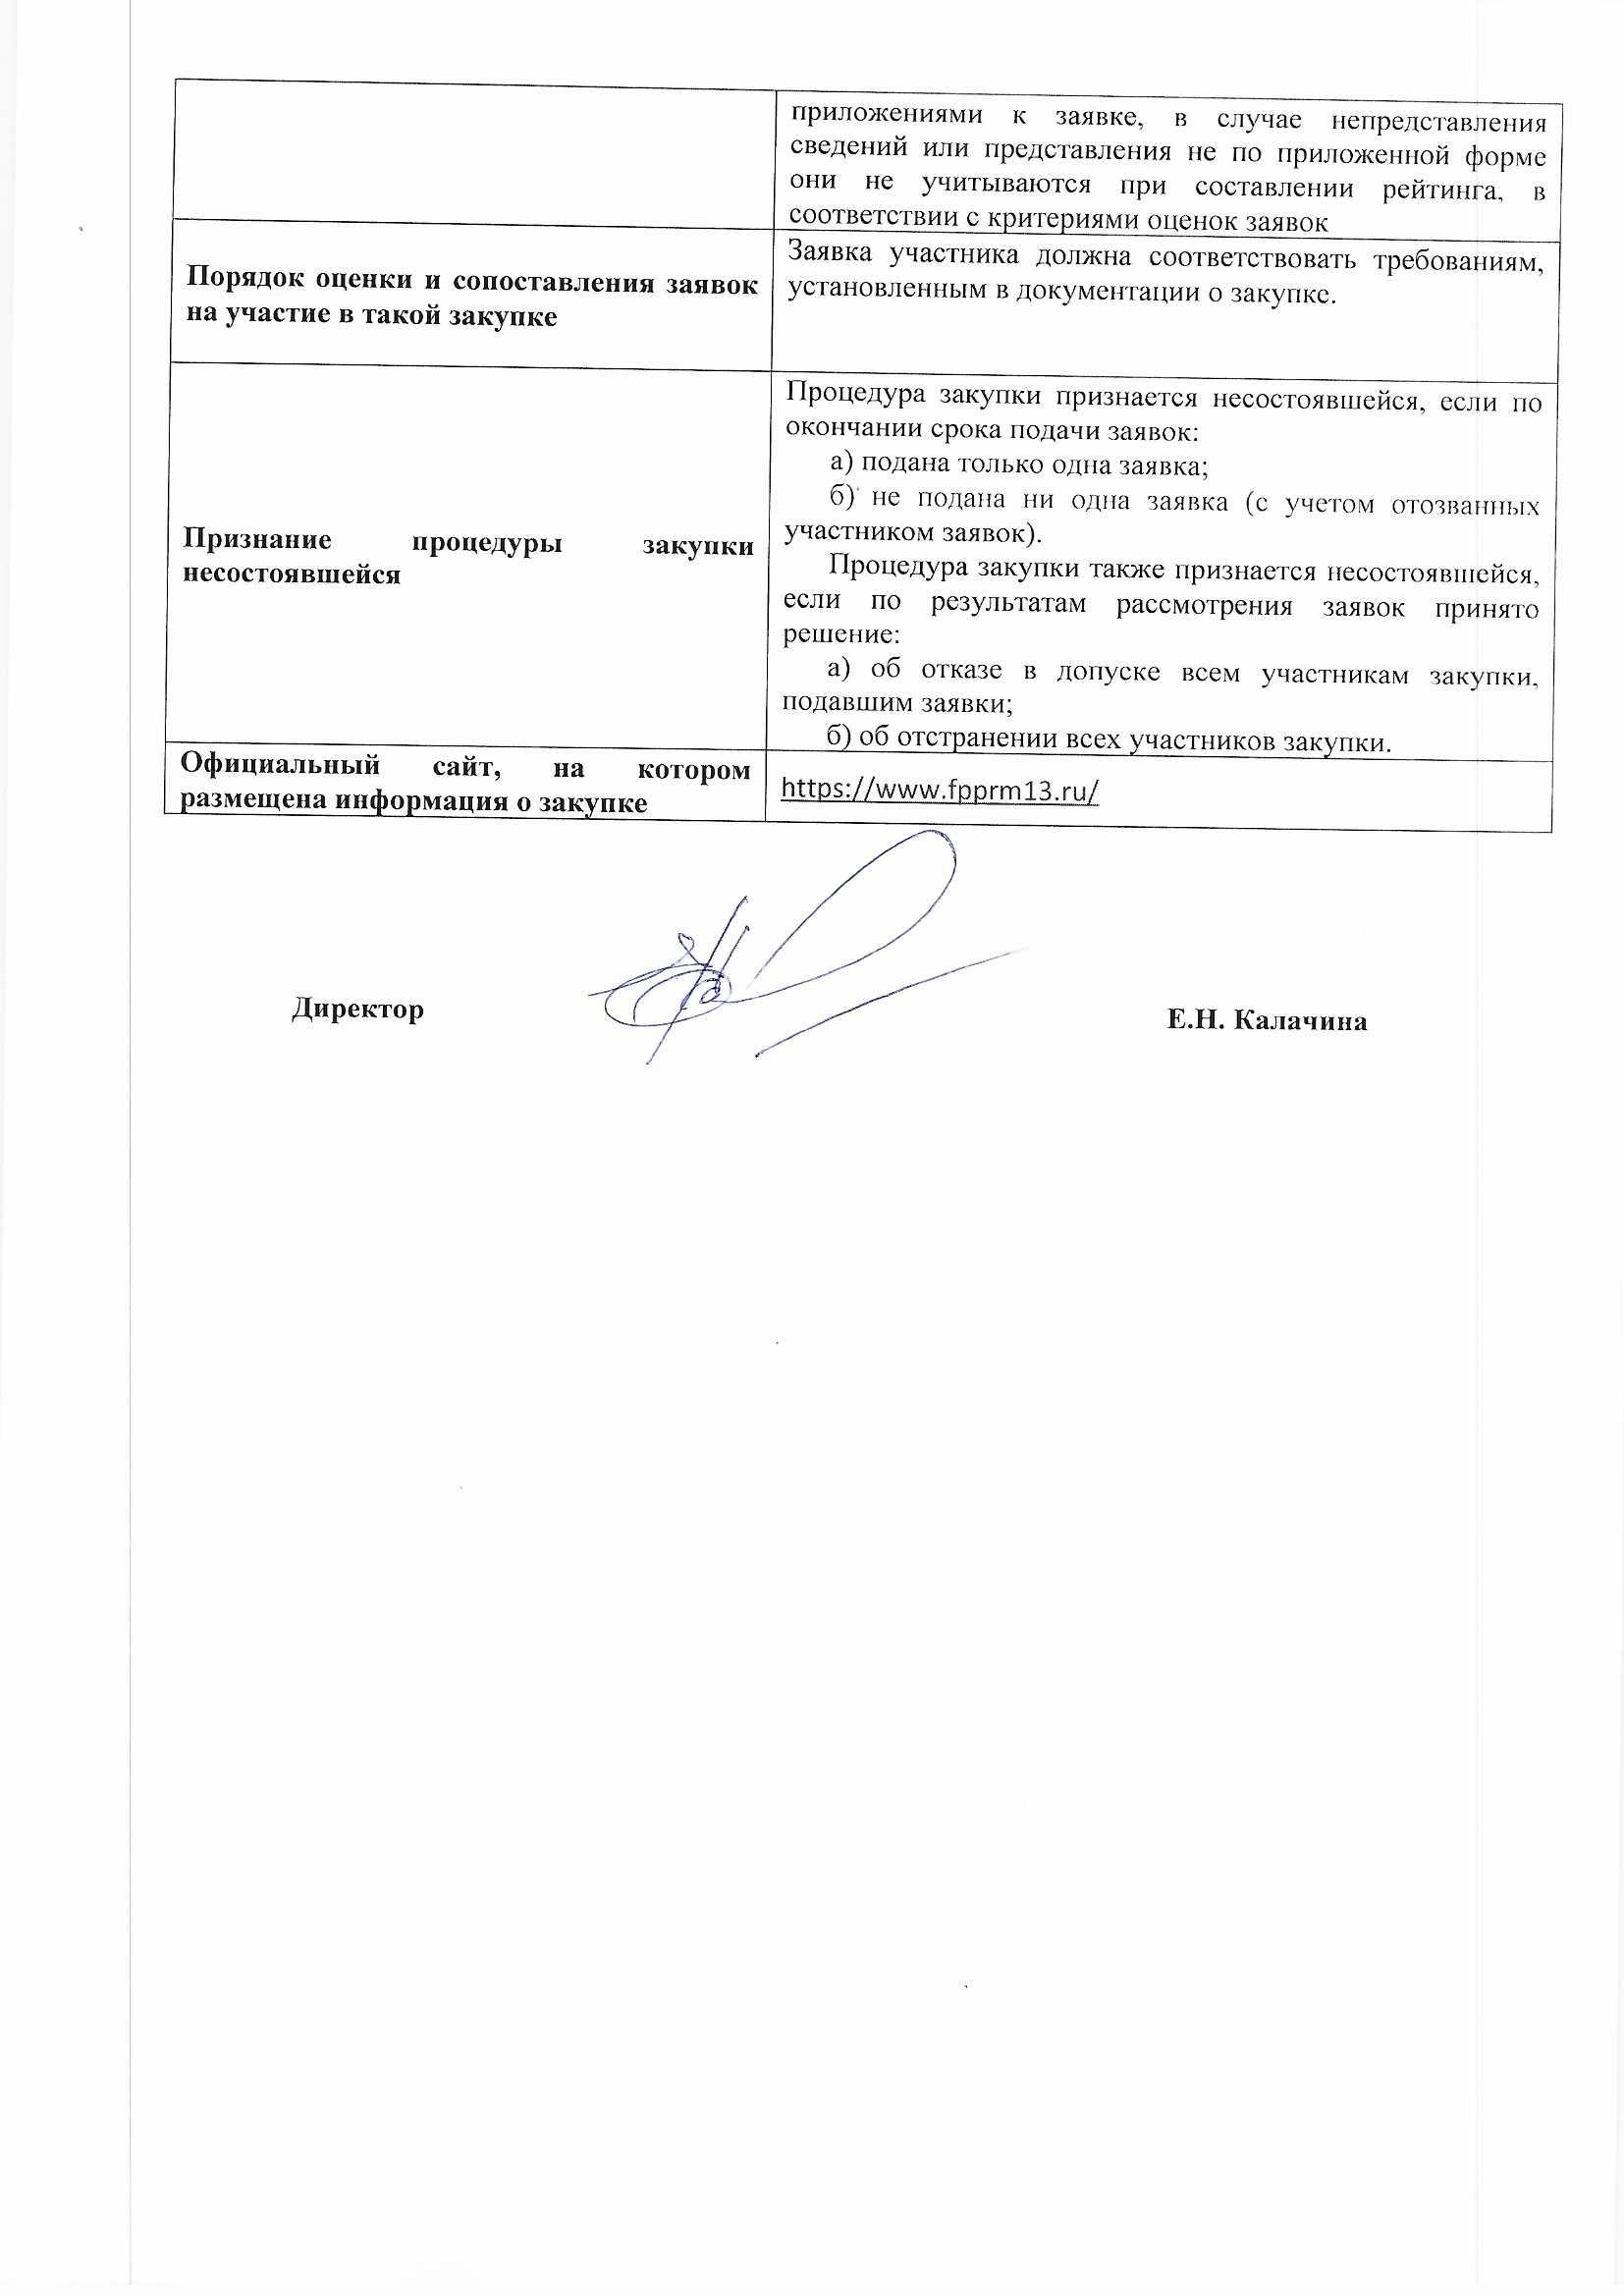 приложениями к заявке, в случае непредставления
сведений или представления не по приложенной форме
они не учитываются при составлении рейтинга, в
соответствии с критериями оценок заявок
Порядок оценки и сопоставления заявок
на участие в такой закупке
Заявка участника должна соответствовать требованиям,
установленным в документации о закупке.
Признание процедуры закупки
несостоявшейся
Процедура закупки признается несостоявшейся, если по
окончании срока подачи заявок:
а) подана только одна заявка;
б) не подана ни одна заявка (с учетом отозванных
участником заявок).
Процедура закупки также признается несостоявшейся,
если по результатам рассмотрения заявок принято
решение:
а) об отказе в допуске всем участникам закупки,
подавшим заявки;
б) об отстранении всех участников закупки.
Официальный сайт, на котором
размещена информация о закупке
https://www.fpprm13.ru/
Директор
Е.Н. Калачина